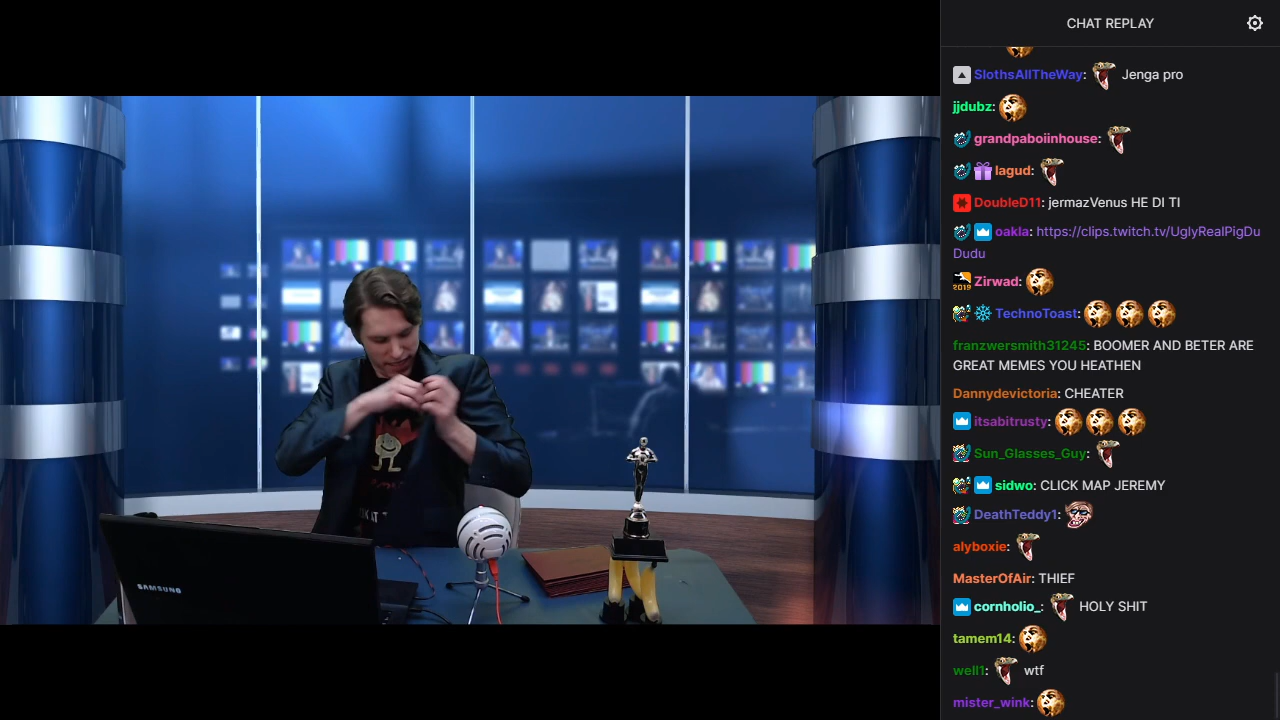 CHAT REPLAY
SlothsAllTheWay: Jenga pro
jjdubz:
grandpaboiinhouse:
lagud:
DoubleD11: jermazVenus HE DI TI
oakla: https://clips.twitch.tv/UglyRealPigDu
Dudu
Zirwad:
2019
TechnoToast:
franzwersmith31245: BOOMER AND BETER ARE
GREAT MEMES YOU HEATHEN
Dannydevictoria: CHEATER
itsabitrusty:
Sun_Glasses_Guy:
sidwo: CLICK MAP JEREMY
DeathTeddy1:
alyboxie:
MasterOfAir: THIEF
cornholio_: HOLY SHIT
tamem14:
well1: wtf
mister_wink:
SAMSUNG